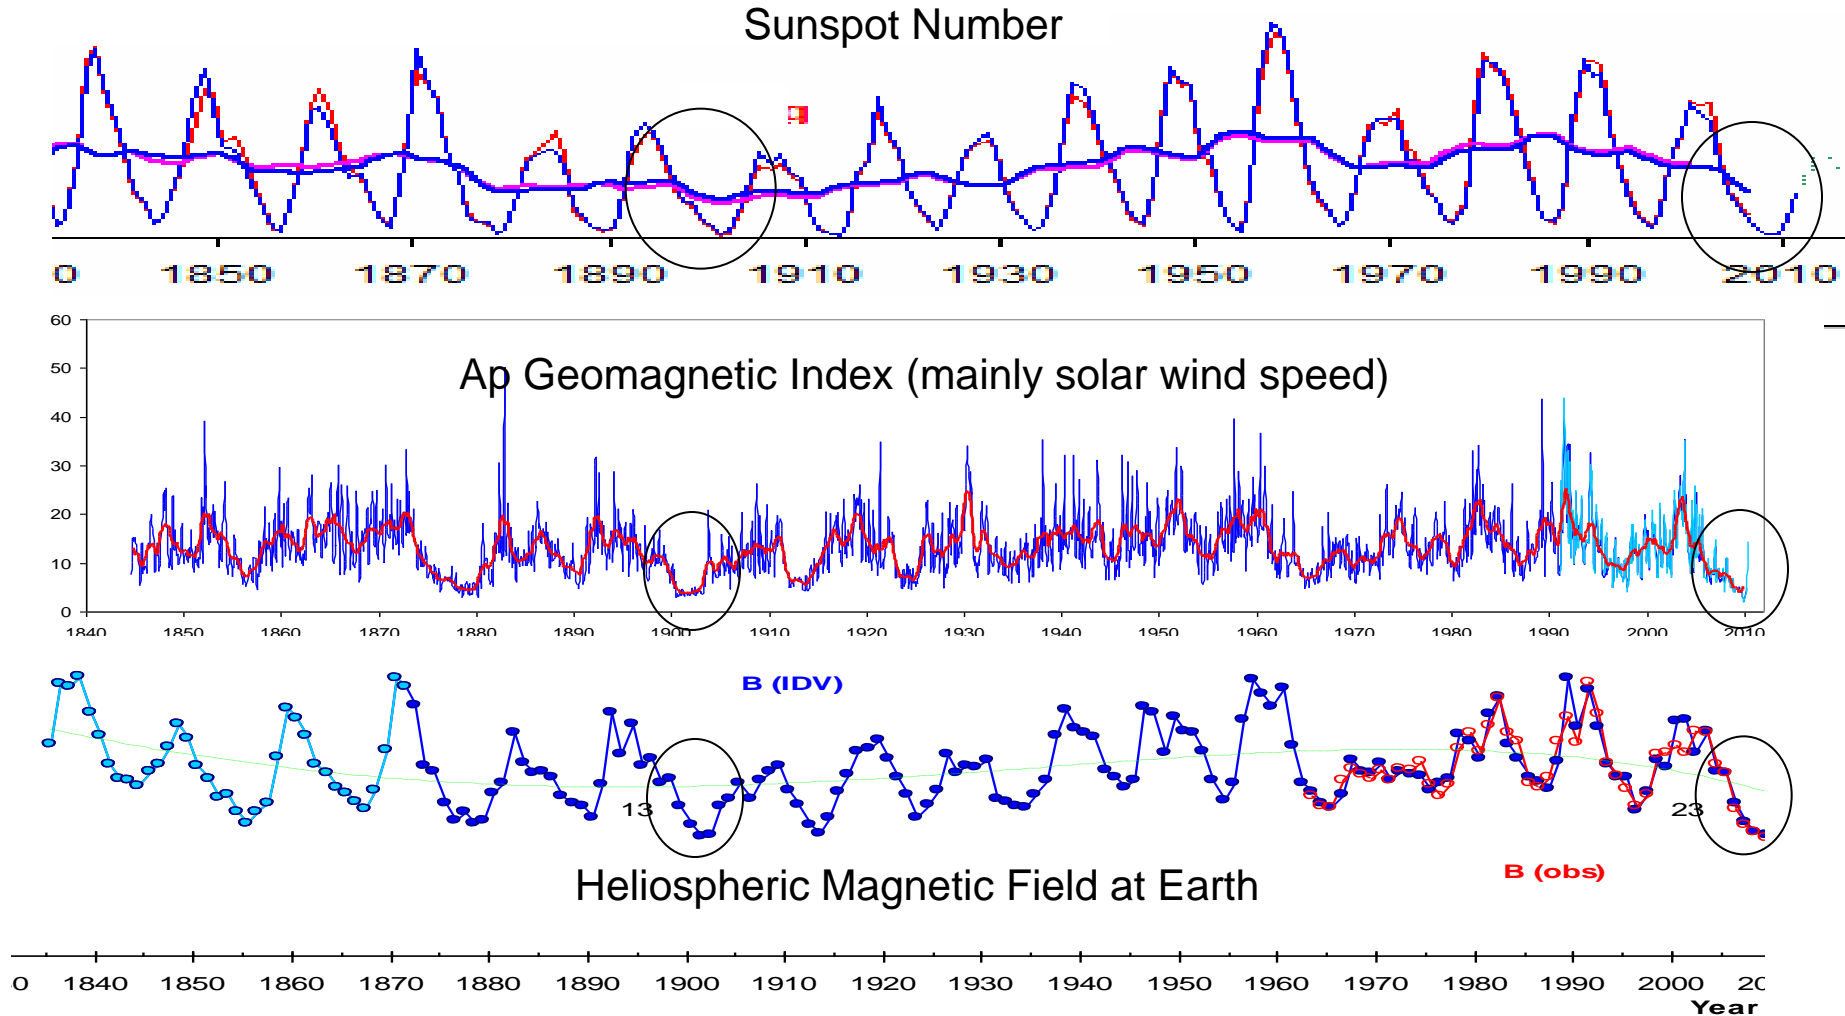 Sunspot Number
0 1850 1870 1890 1910 1930 1950 1970 1990 2010
60
Ap Geomagnetic Index (mainly solar wind speed)
50
40
30
20
10
0
1840 1850 1860 1870 1880 1890 1900 1910 1920 1930 1940 1950 1960 1970 1980 1990 2000 2010
B (IDV)
13
23
B (obs)
Heliospheric Magnetic Field at Earth
0 1840 1850 1860 1870 1880 1890 1900 1910 1920 1930 1940 1950 1960 1970 1980 1990 2000 20
Year